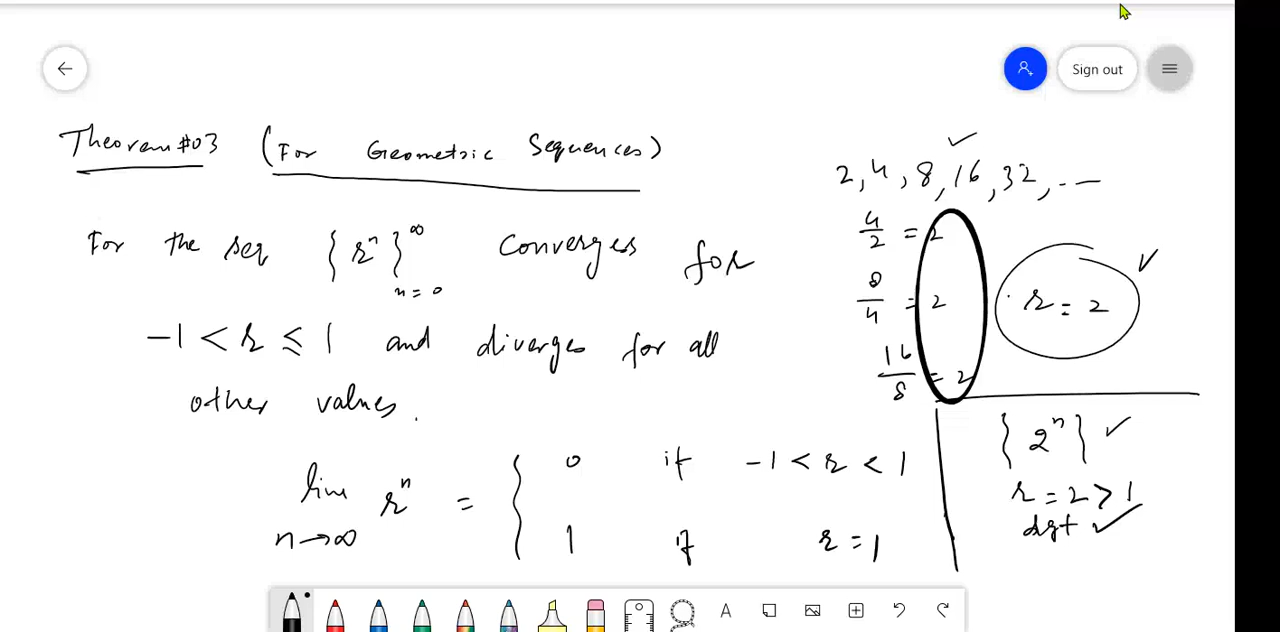 Sign out
Theorem #03 (For Geometric Sequences)
For the seq { r^n }_{n=0}^∞ converges for
-1 < r ≤ 1 and diverges for all
other values.
lim_{n→∞} r^n = { 0 if -1 < r < 1
1 if r = 1
2, 4, 8, 16, 32, ...
4/2 = 2
8/4 = 2
16/8 = 2
r = 2
{ 2^n }
r = 2 > 1
dgt
A